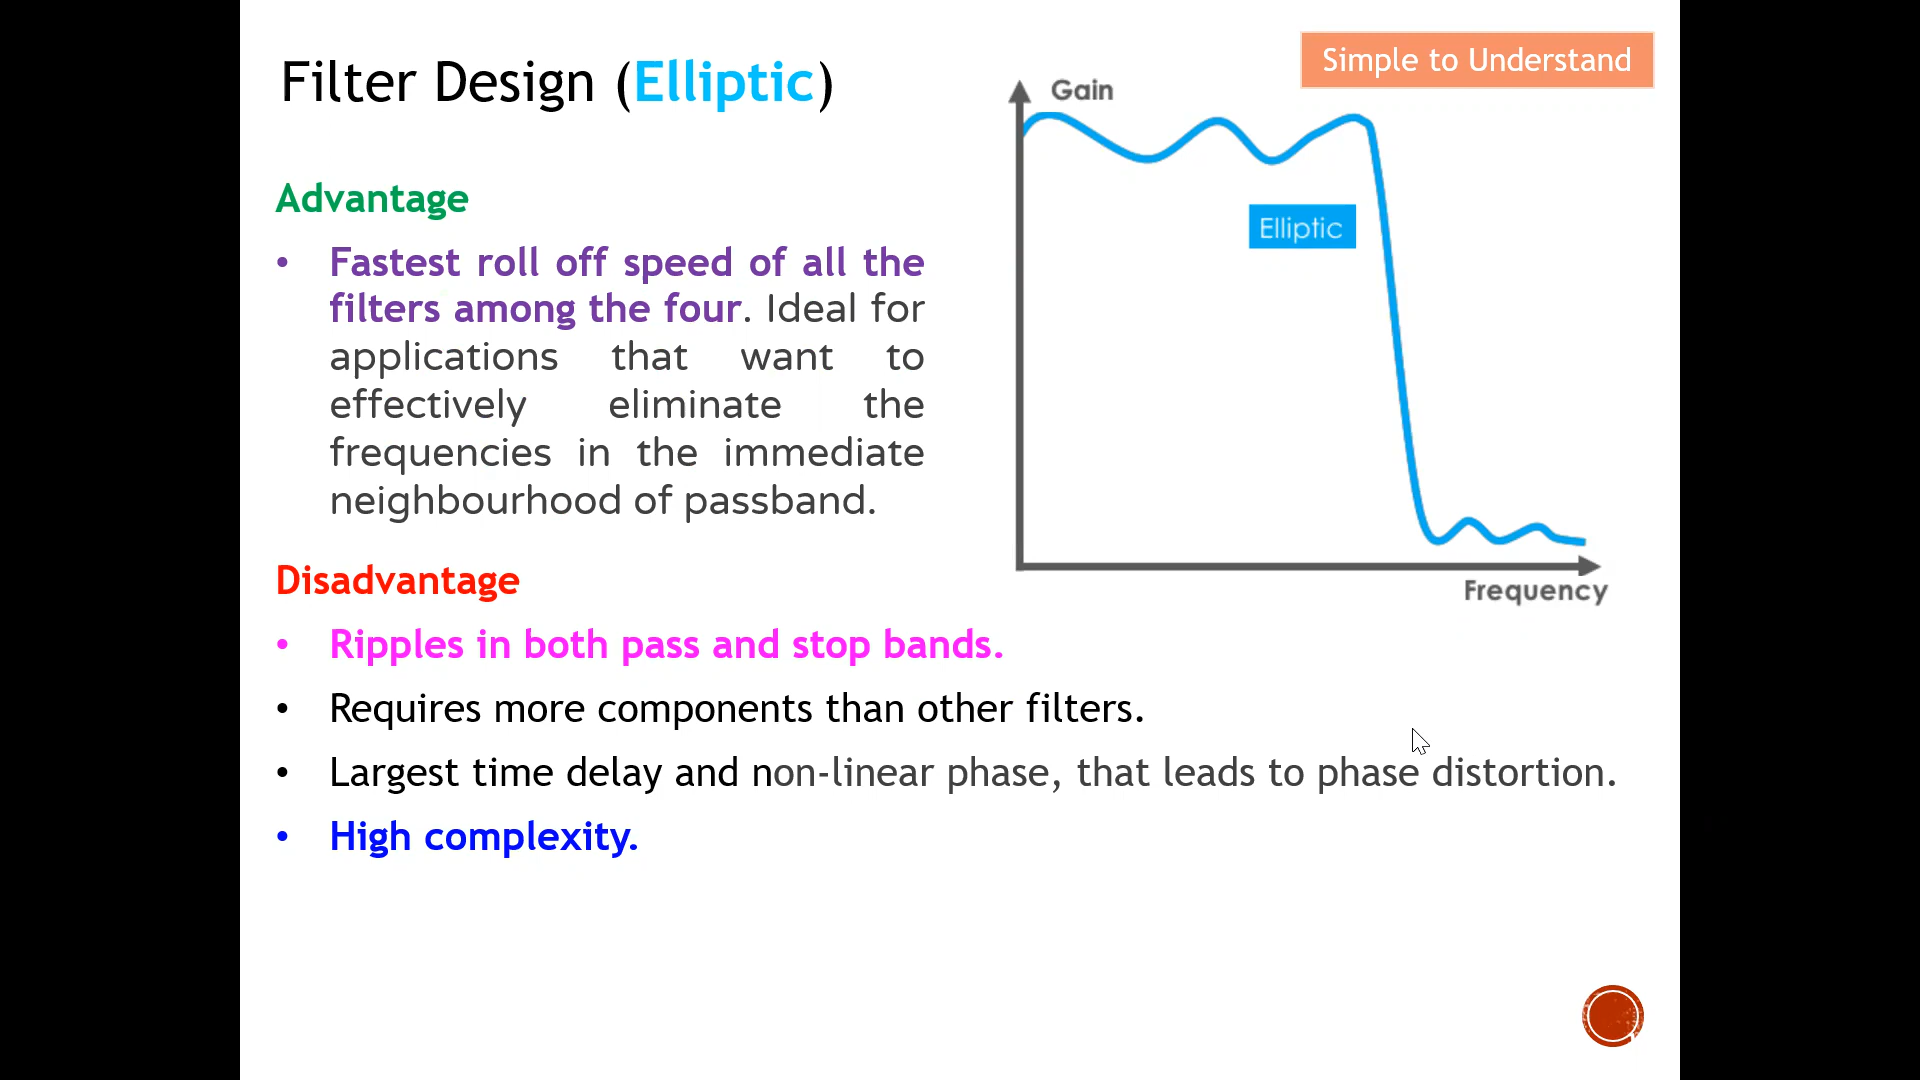 Simple to Understand
Filter Design (Elliptic)
Gain
Elliptic
Frequency
Advantage
• Fastest roll off speed of all the
filters among the four. Ideal for
applications that want to
effectively eliminate the
frequencies in the immediate
neighbourhood of passband.
Disadvantage
• Ripples in both pass and stop bands.
• Requires more components than other filters.
• Largest time delay and non-linear phase, that leads to phase distortion.
• High complexity.